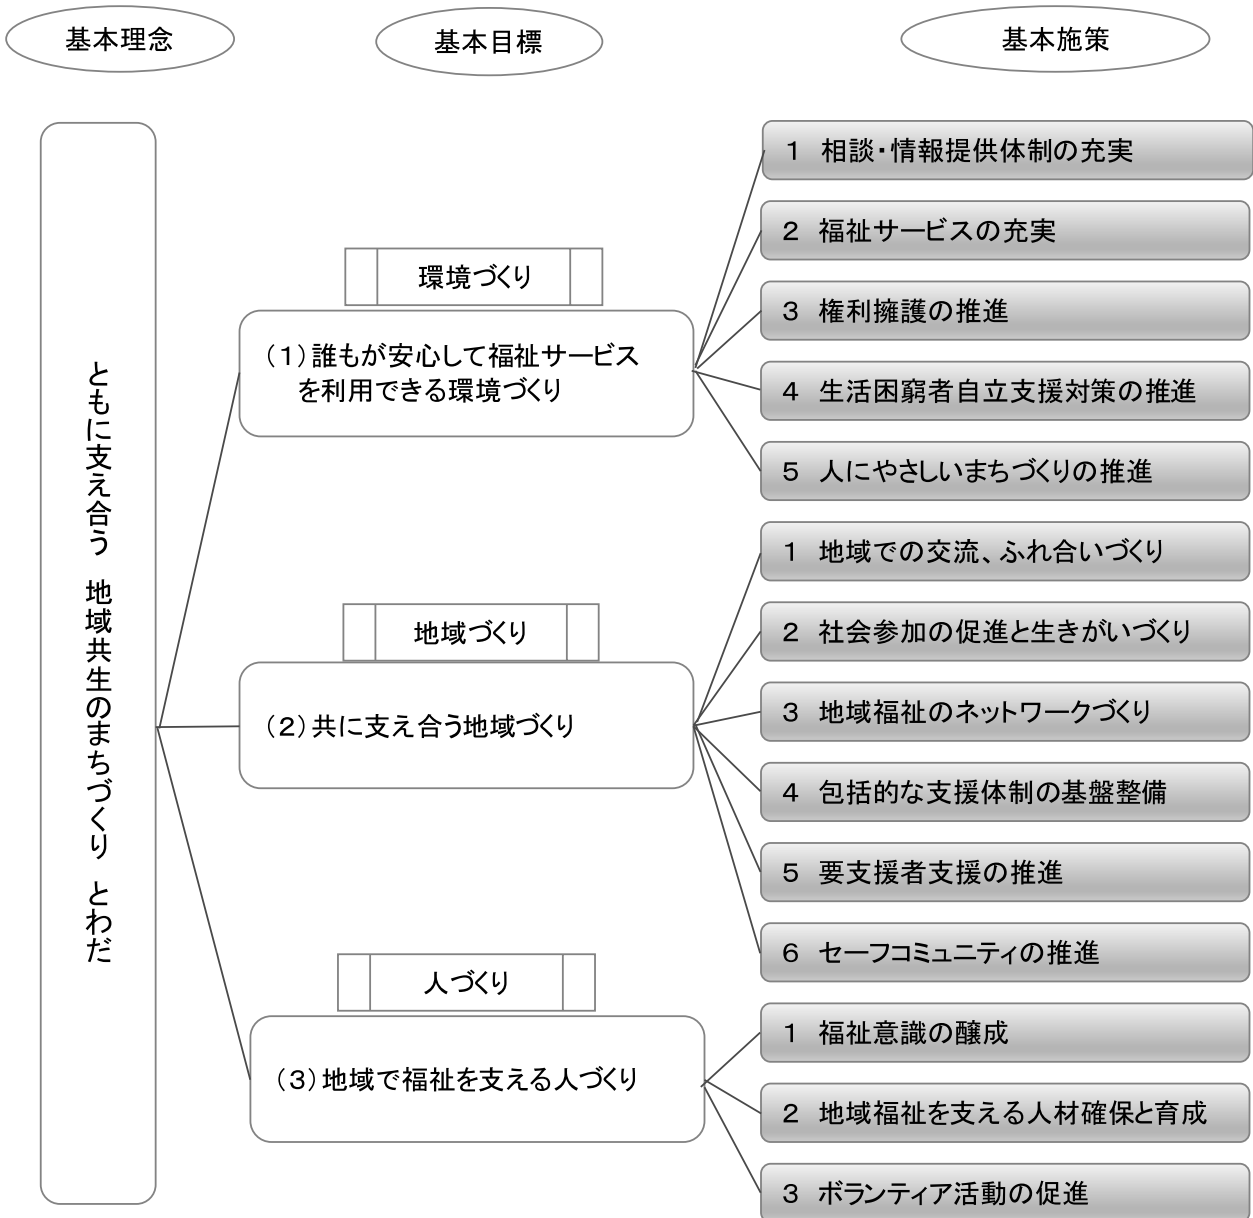 基本理念
基本目標
基本施策
ともに支え合う 地域共生のまちづくり とわだ
環境づくり
(1)誰もが安心して福祉サービス
を利用できる環境づくり
1 相談・情報提供体制の充実
2 福祉サービスの充実
3 権利擁護の推進
4 生活困窮者自立支援対策の推進
5 人にやさしいまちづくりの推進
地域づくり
(2)共に支え合う地域づくり
1 地域での交流、ふれ合いづくり
2 社会参加の促進と生きがいづくり
3 地域福祉のネットワークづくり
4 包括的な支援体制の基盤整備
5 要支援者支援の推進
6 セーフコミュニティの推進
人づくり
(3)地域で福祉を支える人づくり
1 福祉意識の醸成
2 地域福祉を支える人材確保と育成
3 ボランティア活動の促進